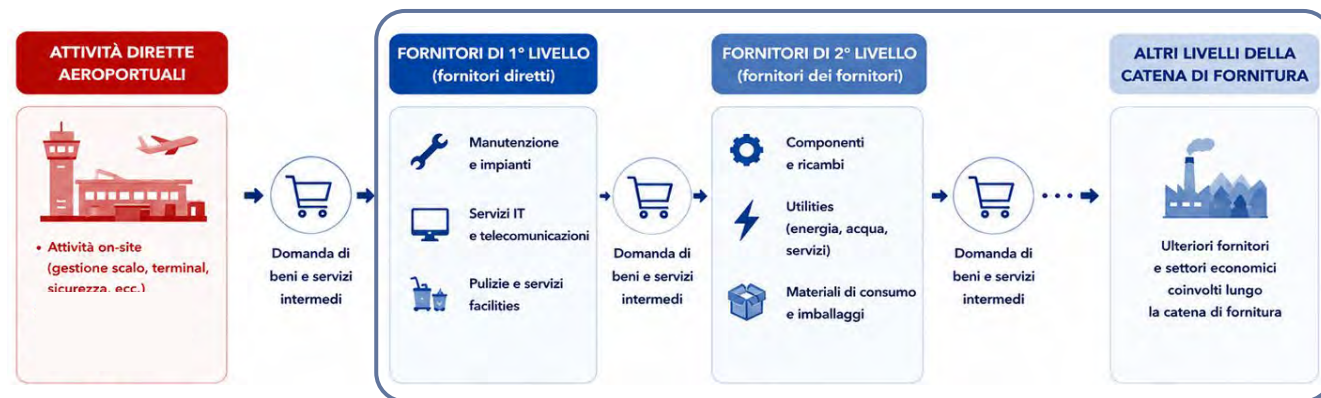 ATTIVITÀ DIRETTE
AEROPORTUALI
• Attività on-site
(gestione scalo, terminal,
sicurezza, ecc.)
Domanda di
beni e servizi
intermedi
FORNITORI DI 1° LIVELLO
(fornitori diretti)
Manutenzione
e impianti
Servizi IT
e telecomunicazioni
Pulizie e servizi
facilities
Domanda di
beni e servizi
intermedi
FORNITORI DI 2° LIVELLO
(fornitori dei fornitori)
Componenti
e ricambi
Utilities
(energia, acqua,
servizi)
Materiali di consumo
e imballaggi
Domanda di
beni e servizi
intermedi
ALTRI LIVELLI DELLA
CATENA DI FORNITURA
Ulteriori fornitori
e settori economici
coinvolti lungo
la catena di fornitura